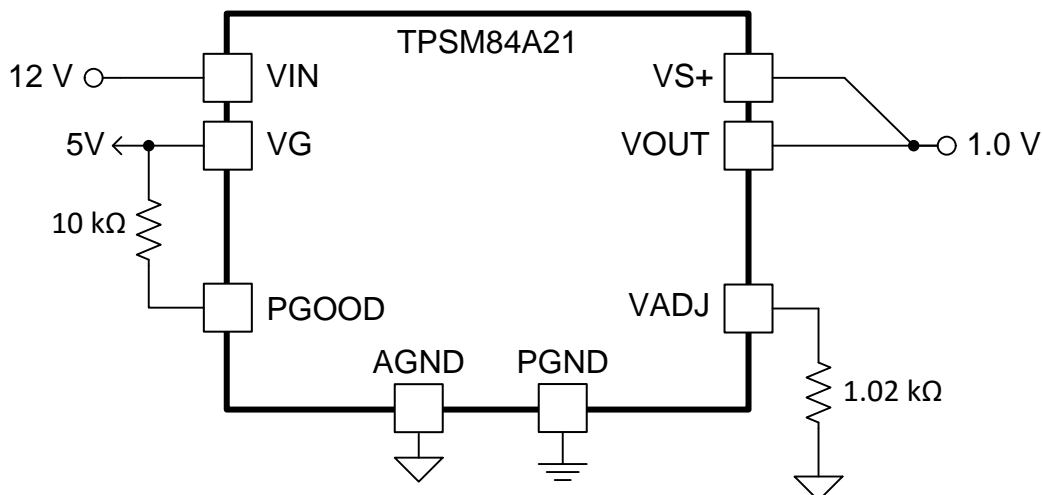 TPSM84A21
12 V
VIN
VS+
5V
VG
VOUT
1.0 V
10 kΩ
PGOOD
VADJ
AGND
PGND
1.02 kΩ